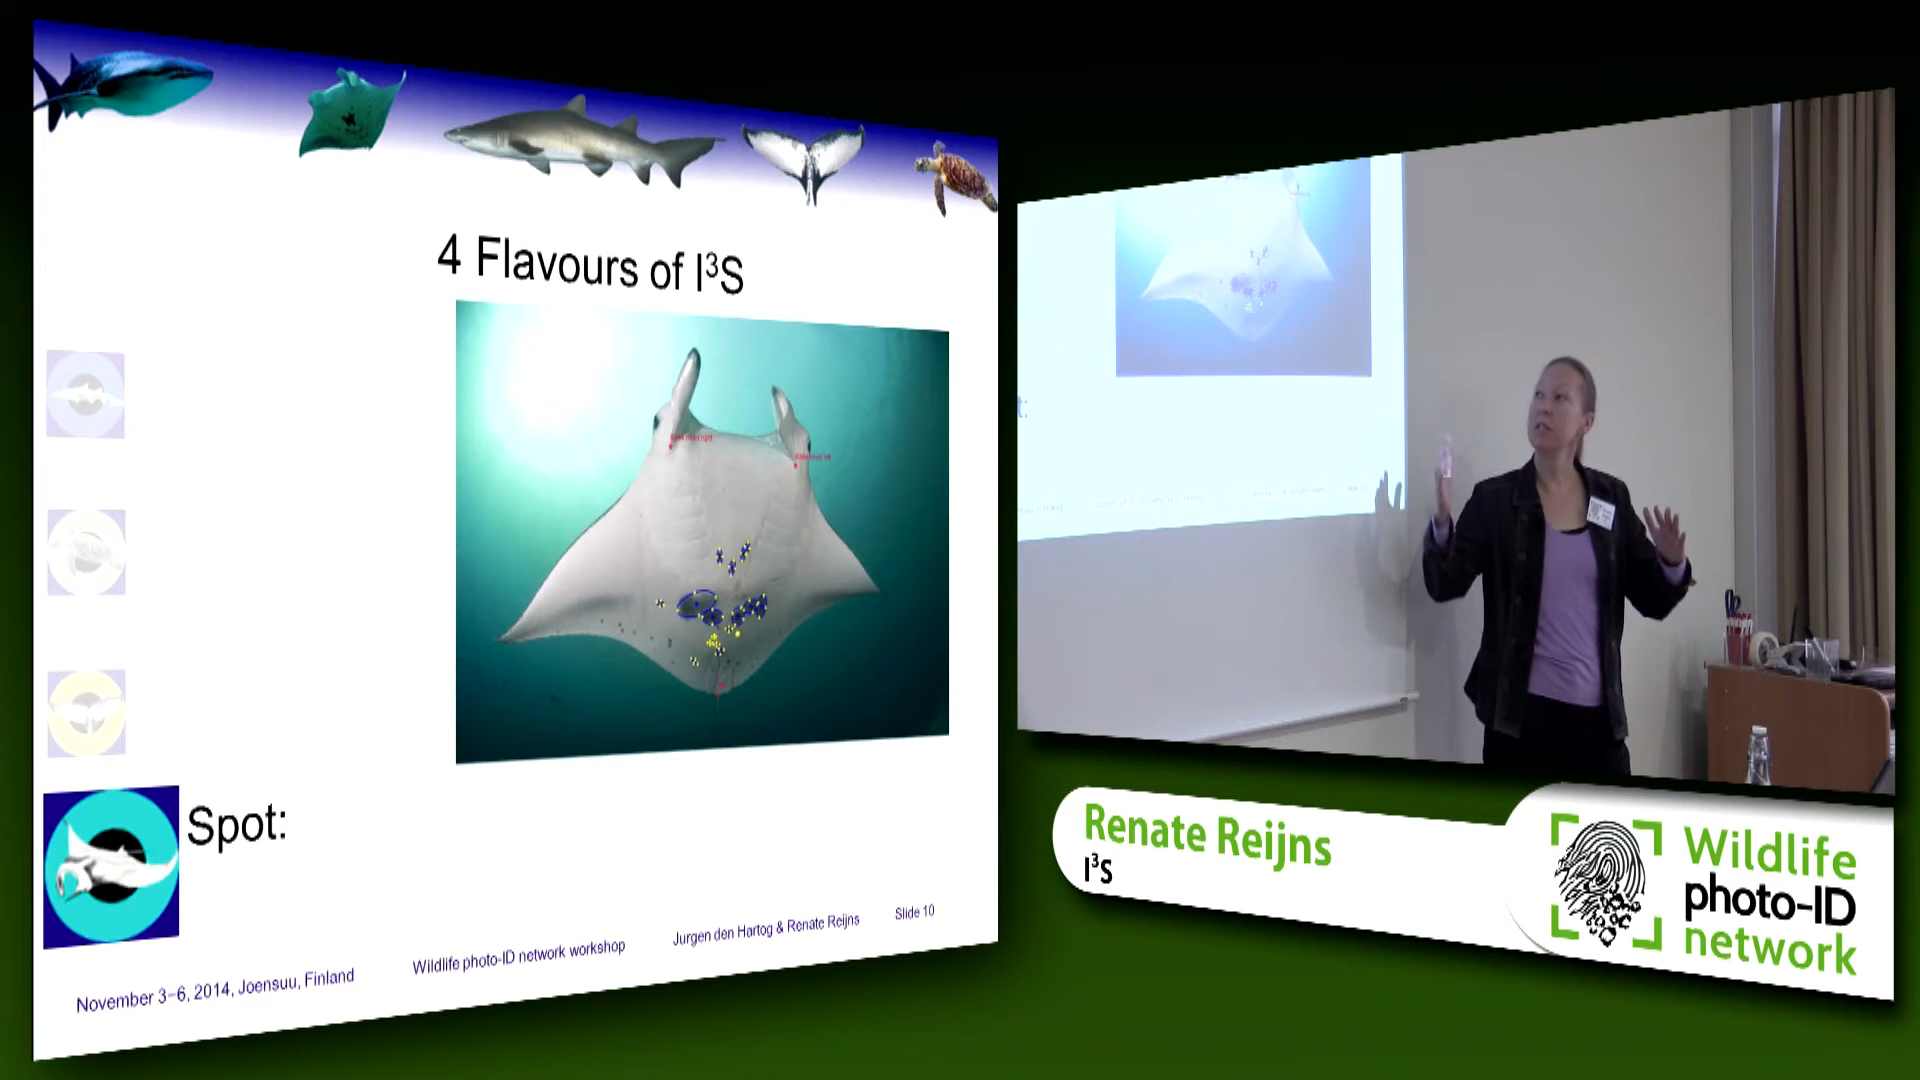 4 Flavours of I³S
Spot:
November 3-6, 2014, Joensuu, Finland
Wildlife photo-ID network workshop
Jurgen den Hartog & Renate Reijns
Slide 10
Renate Reijns
I³S
Wildlife
photo-ID
network